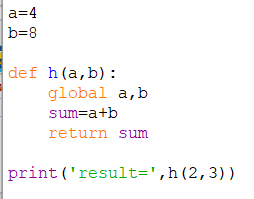 a=4
b=8
def h(a,b):
    global a,b
    sum=a+b
    return sum
print('result=',h(2,3))